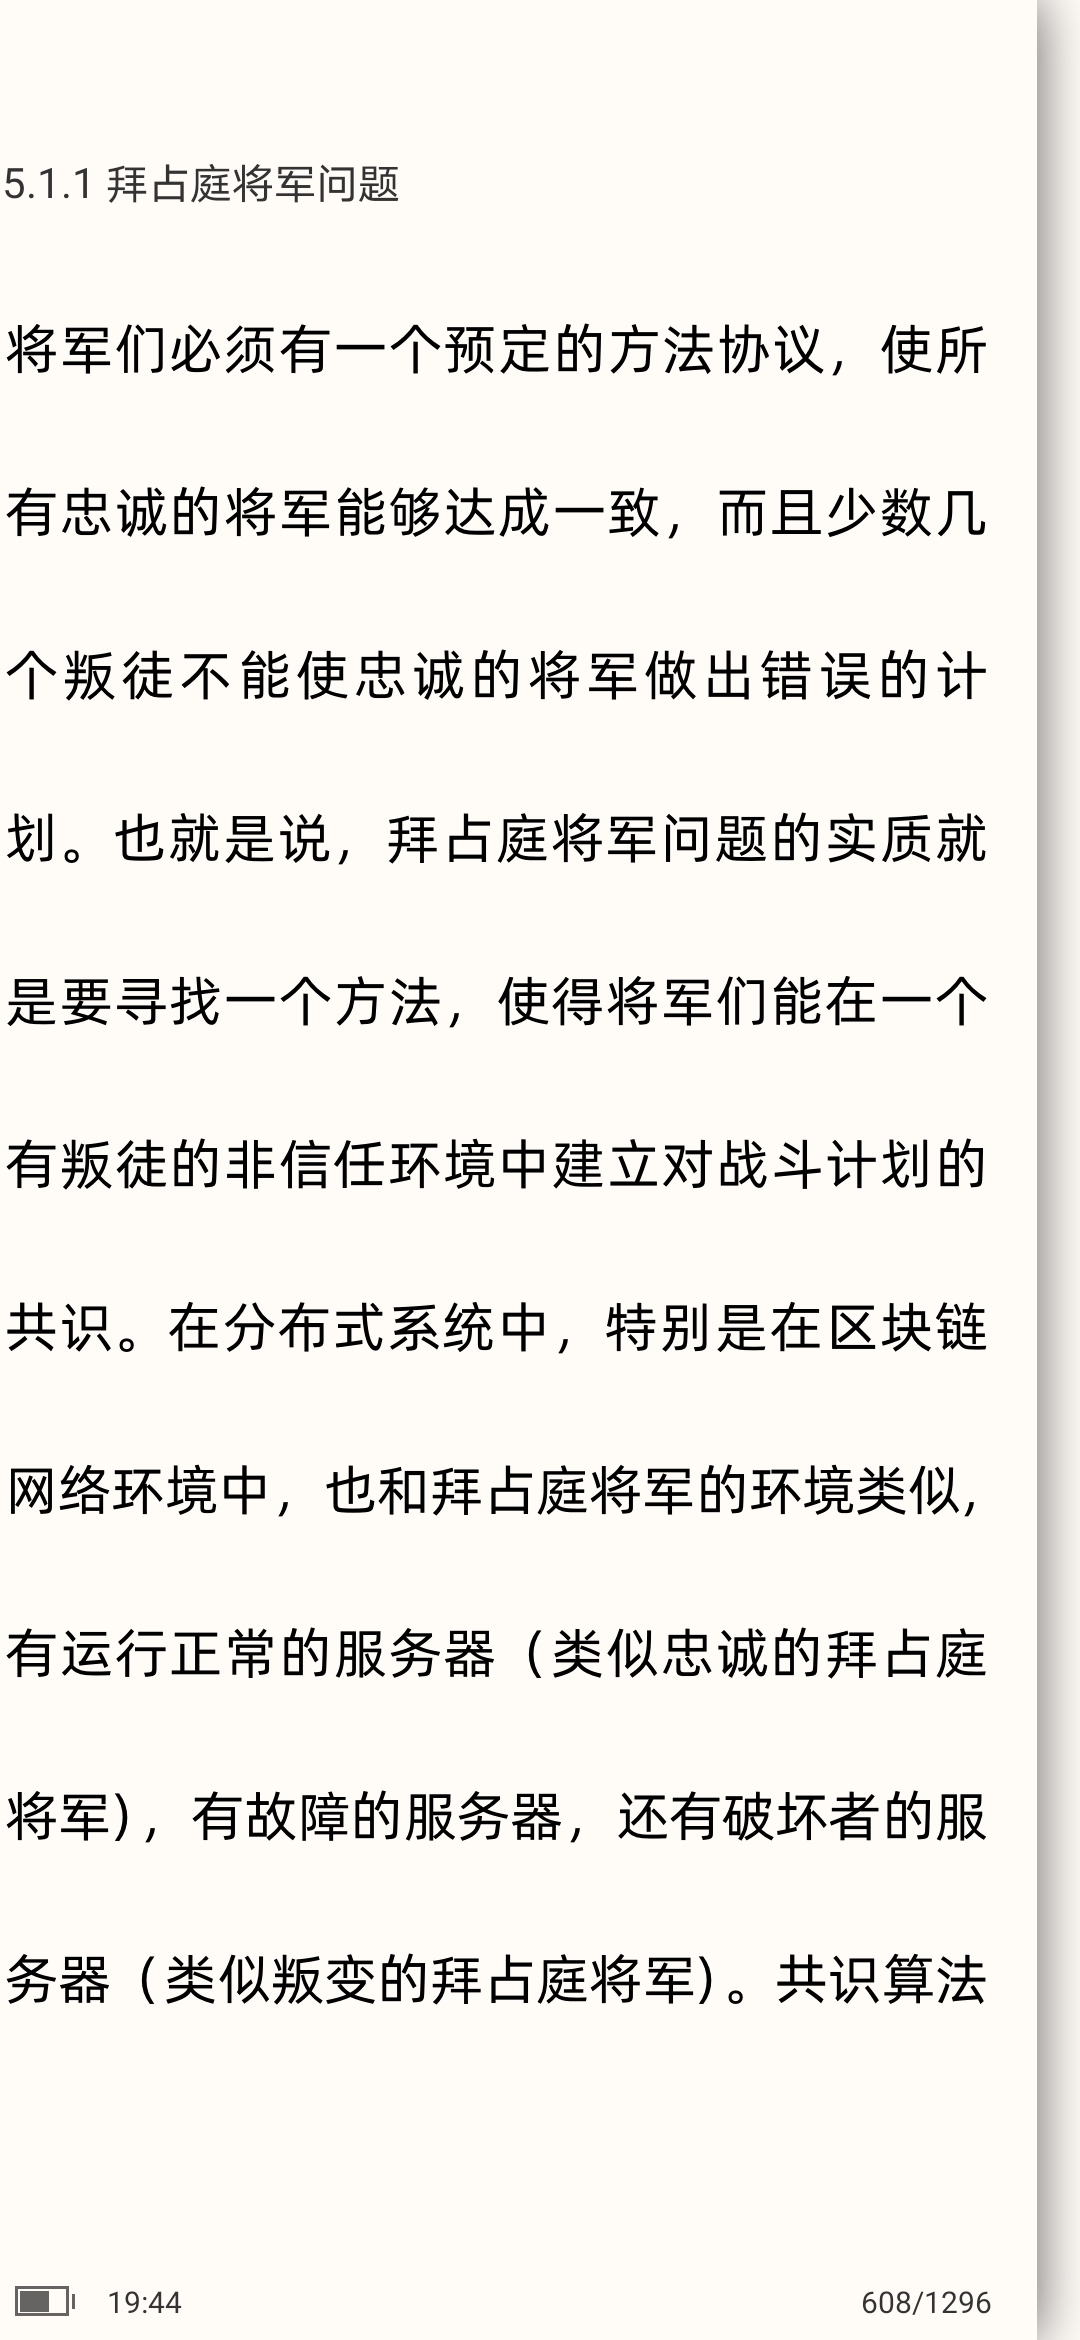 5.1.1 拜占庭将军问题
将军们必须有一个预定的方法协议，使所
有忠诚的将军能够达成一致，而且少数几
个叛徒不能使忠诚的将军做出错误的计
划。也就是说，拜占庭将军问题的实质就
是要寻找一个方法，使得将军们能在一个
有叛徒的非信任环境中建立对战斗计划的
共识。在分布式系统中，特别是在区块链
网络环境中，也和拜占庭将军的环境类似，
有运行正常的服务器（类似忠诚的拜占庭
将军），有故障的服务器，还有破坏者的服
务器（类似叛变的拜占庭将军）。共识算法
19:44 608/1296